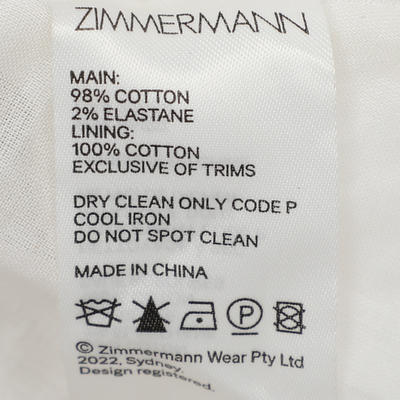 ZIMMERMANN
MAIN:
98% COTTON
2% ELASTANE
LINING:
100% COTTON
EXCLUSIVE OF TRIMS
DRY CLEAN ONLY CODE P
COOL IRON
DO NOT SPOT CLEAN
MADE IN CHINA
P
© Zimmermann Wear Pty Ltd
2022, Sydney.
Design registered.